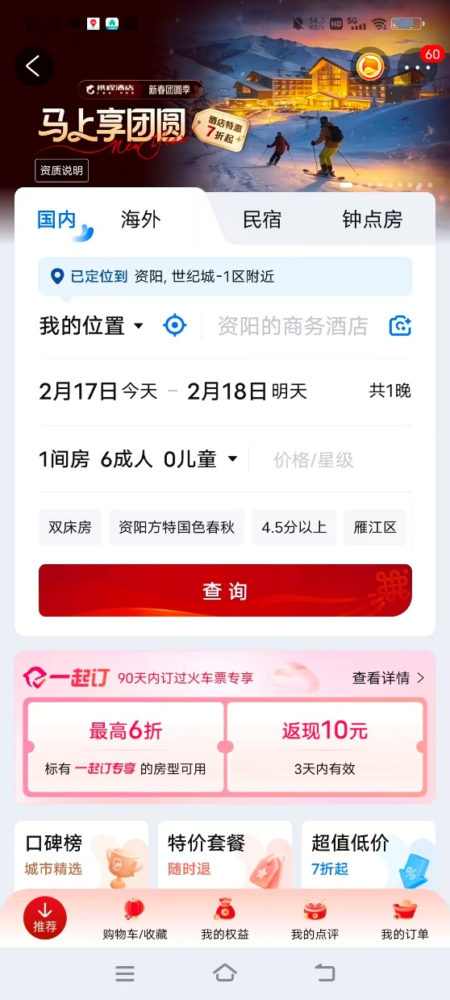 14.8 KB/s HD 5G
60
携程酒店 新春团圆季
马上享团圆
酒店特惠
7折起
New Year
资质说明
国内 海外 民宿 钟点房
已定位到 资阳, 世纪城-1区附近
我的位置 资阳的商务酒店
2月17日 今天 – 2月18日 明天 共1晚
1间房 6成人 0儿童 价格/星级
双床房 资阳方特国色春秋 4.5分以上 雁江区
查询
一起订 90天内订过火车票专享 查看详情 >
最高6折 返现10元
标有 一起订专享 的房型可用 3天内有效
口碑榜 特价套餐 超值低价
城市精选 随时退 7折起
推荐 购物车/收藏 我的权益 我的点评 我的订单